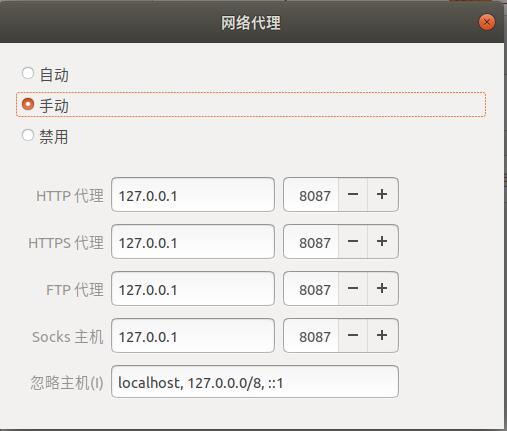 网络代理
自动
手动
禁用
HTTP 代理 127.0.0.1 8087 − +
HTTPS 代理 127.0.0.1 8087 − +
FTP 代理 127.0.0.1 8087 − +
Socks 主机 127.0.0.1 8087 − +
忽略主机(I) localhost, 127.0.0.0/8, ::1